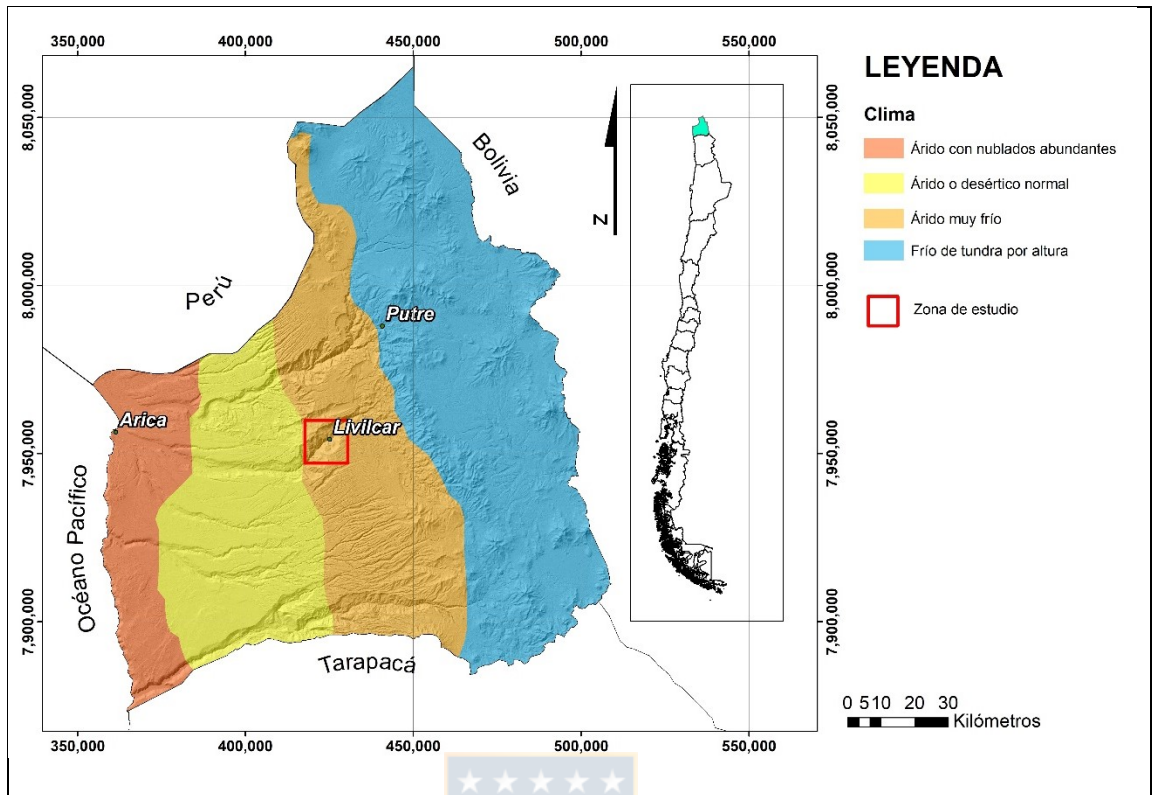 350,000 400,000 450,000 500,000 550,000
LEYENDA
Clima
Árido con nublados abundantes
Árido o desértico normal
Árido muy frío
Frío de tundra por altura
Zona de estudio
8,050,000
8,000,000
7,950,000
7,900,000
Bolivia
Perú
Putre
Arica
Livilcar
Océano Pacífico
Tarapacá
N
8,050,000
8,000,000
7,950,000
7,900,000
0 5 10 20 30
Kilómetros
350,000 400,000 450,000 500,000 550,000